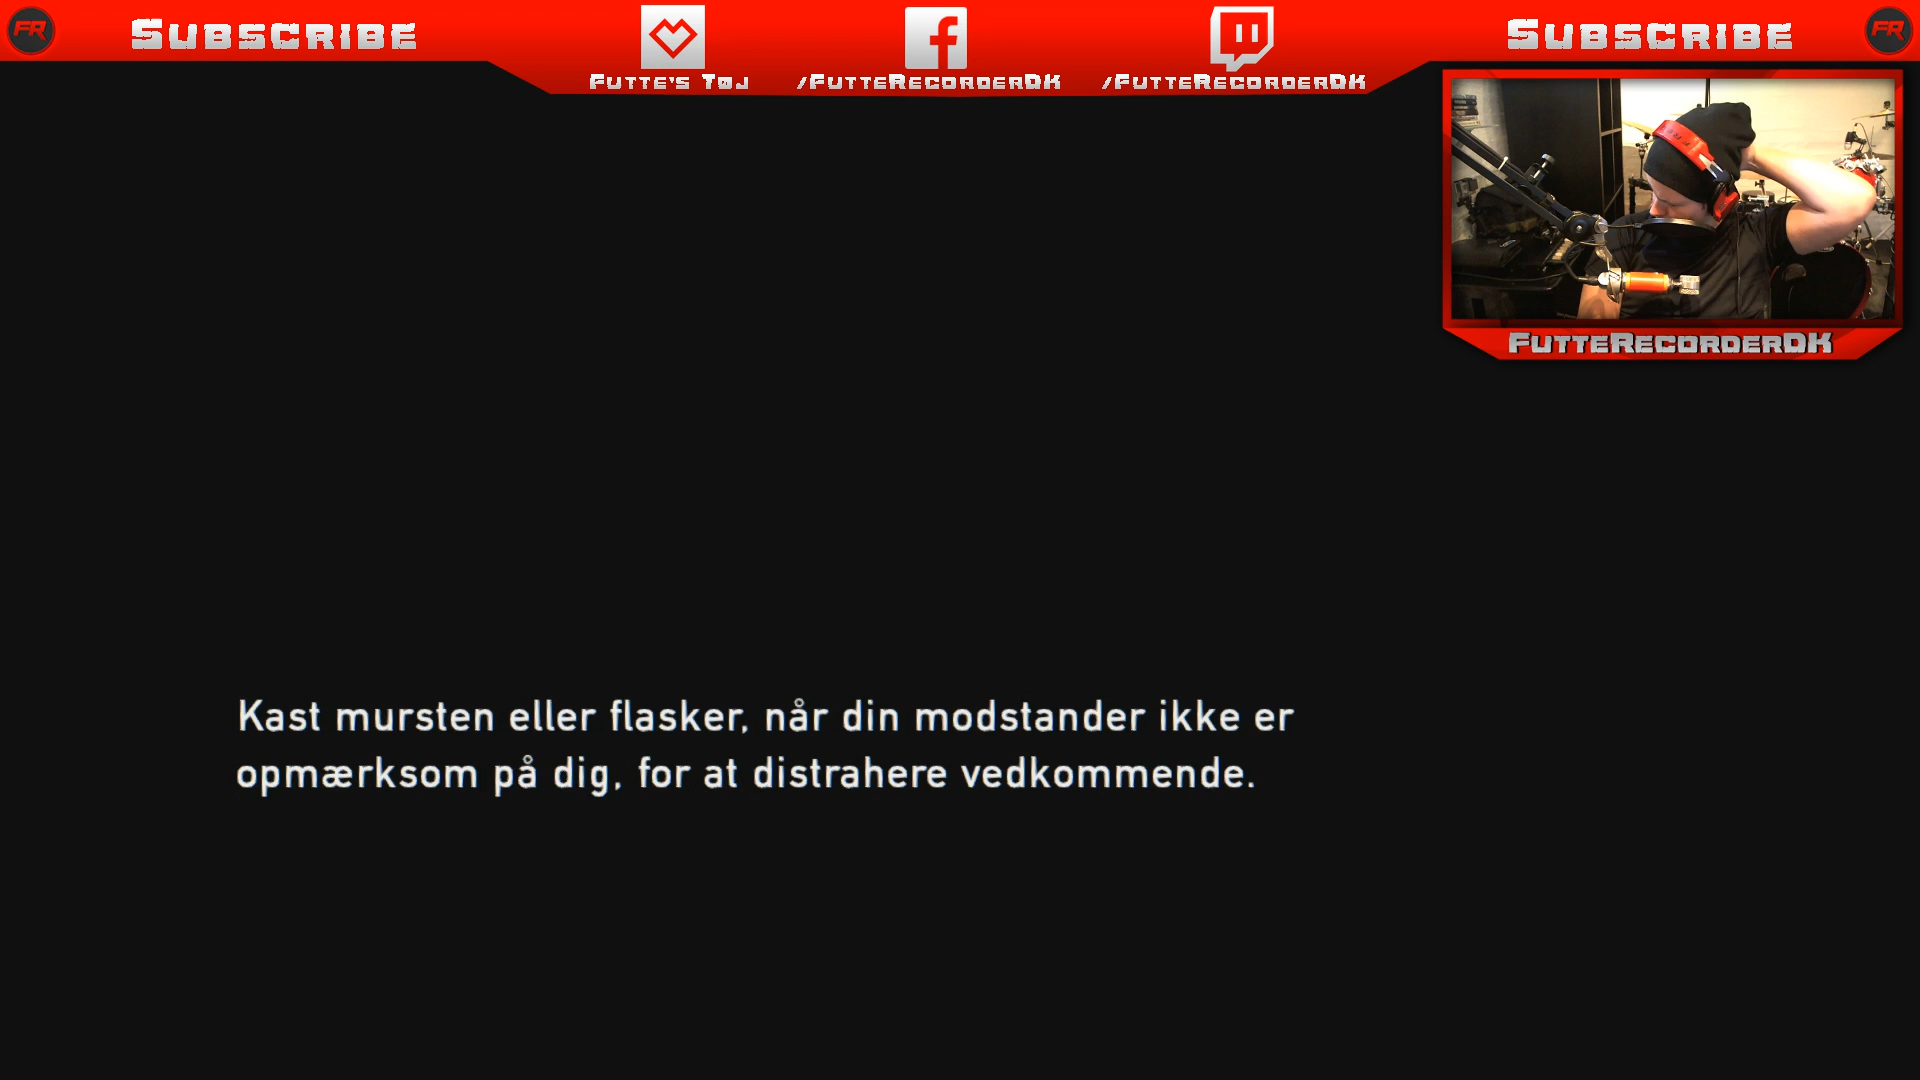 FR
Subscribe
Futte's Tøj
/FutteRecorderDK
/FutteRecorderDK
Subscribe
FR
FutteRecorderDK
Kast mursten eller flasker, når din modstander ikke er
opmærksom på dig, for at distrahere vedkommende.